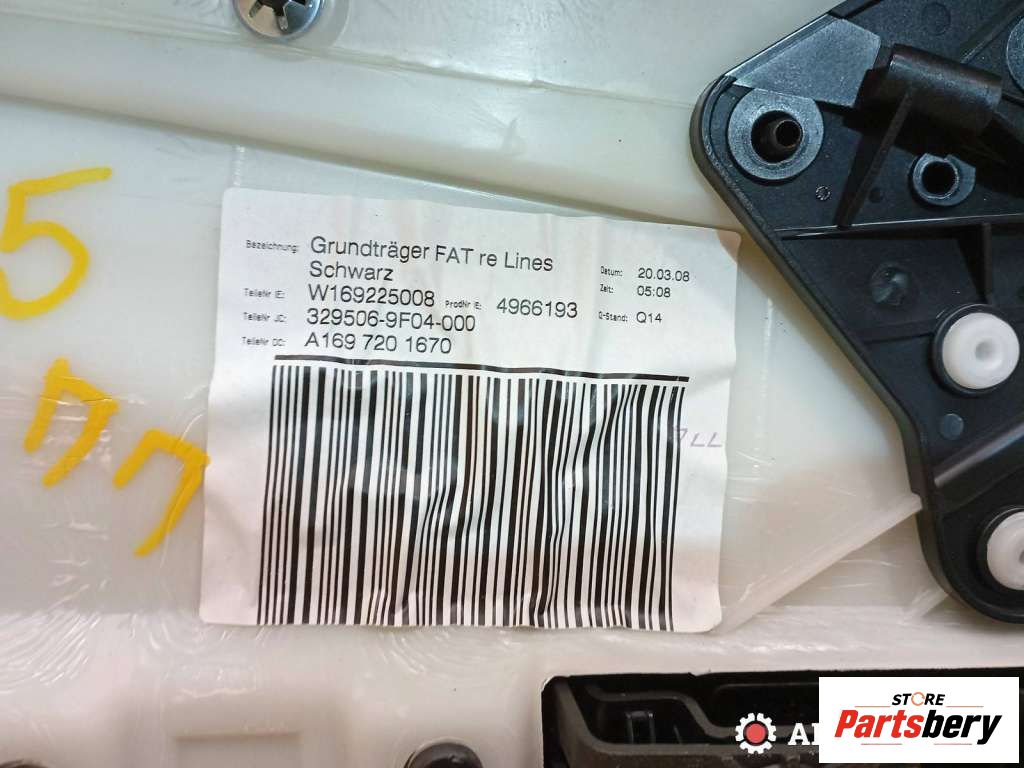 5
Bezeichnung: Grundträger FAT re Lines
Schwarz
TeileNr IE: W169225008 ProdNr IE: 4966193
TeileNr JC: 329506-9F04-000
TeileNr DC: A169 720 1670
Datum: 20.03.08
Zeit: 05:08
Q-Stand: Q14
STORE
Partsbery